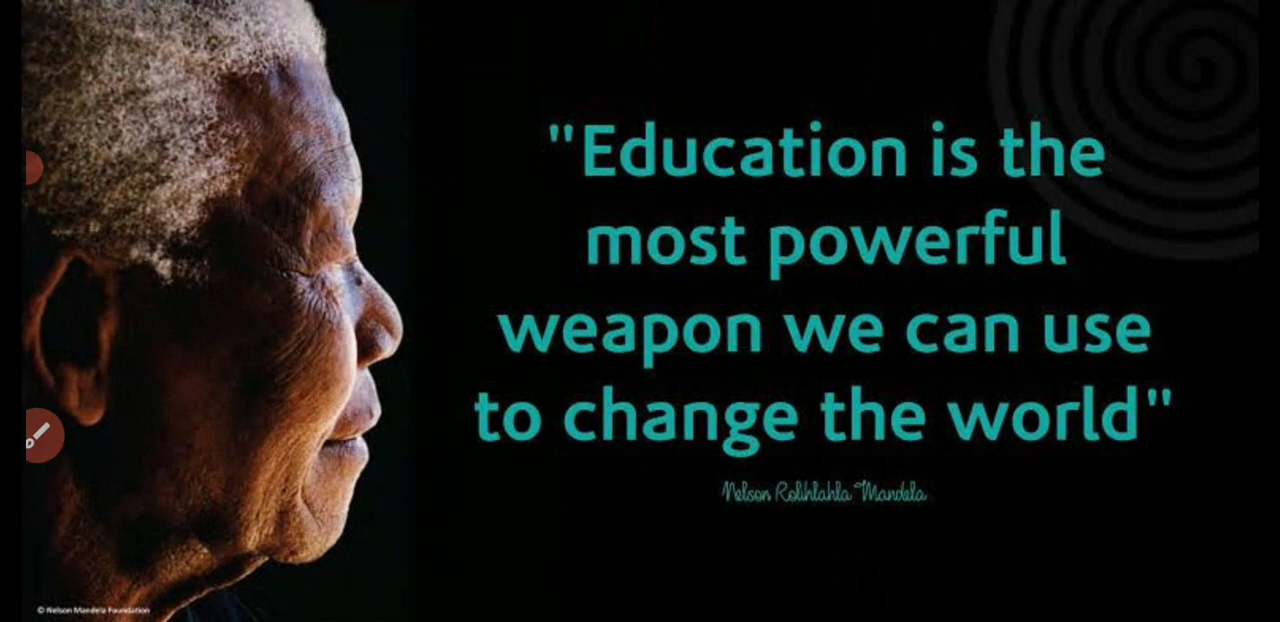 "Education is the
most powerful
weapon we can use
to change the world"
Nelson Rolihlahla Mandela
© Nelson Mandela Foundation